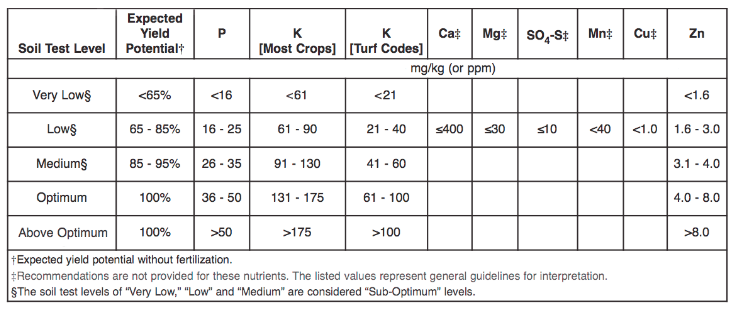 Soil Test Level Expected Yield Potential† P K [Most Crops] K [Turf Codes] Ca‡ Mg‡ SO₄-S‡ Mn‡ Cu‡ Zn
mg/kg (or ppm)
Very Low§ <65% <16 <61 <21 <1.6
Low§ 65 - 85% 16 - 25 61 - 90 21 - 40 ≤400 ≤30 ≤10 <40 <1.0 1.6 - 3.0
Medium§ 85 - 95% 26 - 35 91 - 130 41 - 60 3.1 - 4.0
Optimum 100% 36 - 50 131 - 175 61 - 100 4.0 - 8.0
Above Optimum 100% >50 >175 >100 >8.0
†Expected yield potential without fertilization.
‡Recommendations are not provided for these nutrients. The listed values represent general guidelines for interpretation.
§The soil test levels of “Very Low,” “Low” and “Medium” are considered “Sub-Optimum” levels.